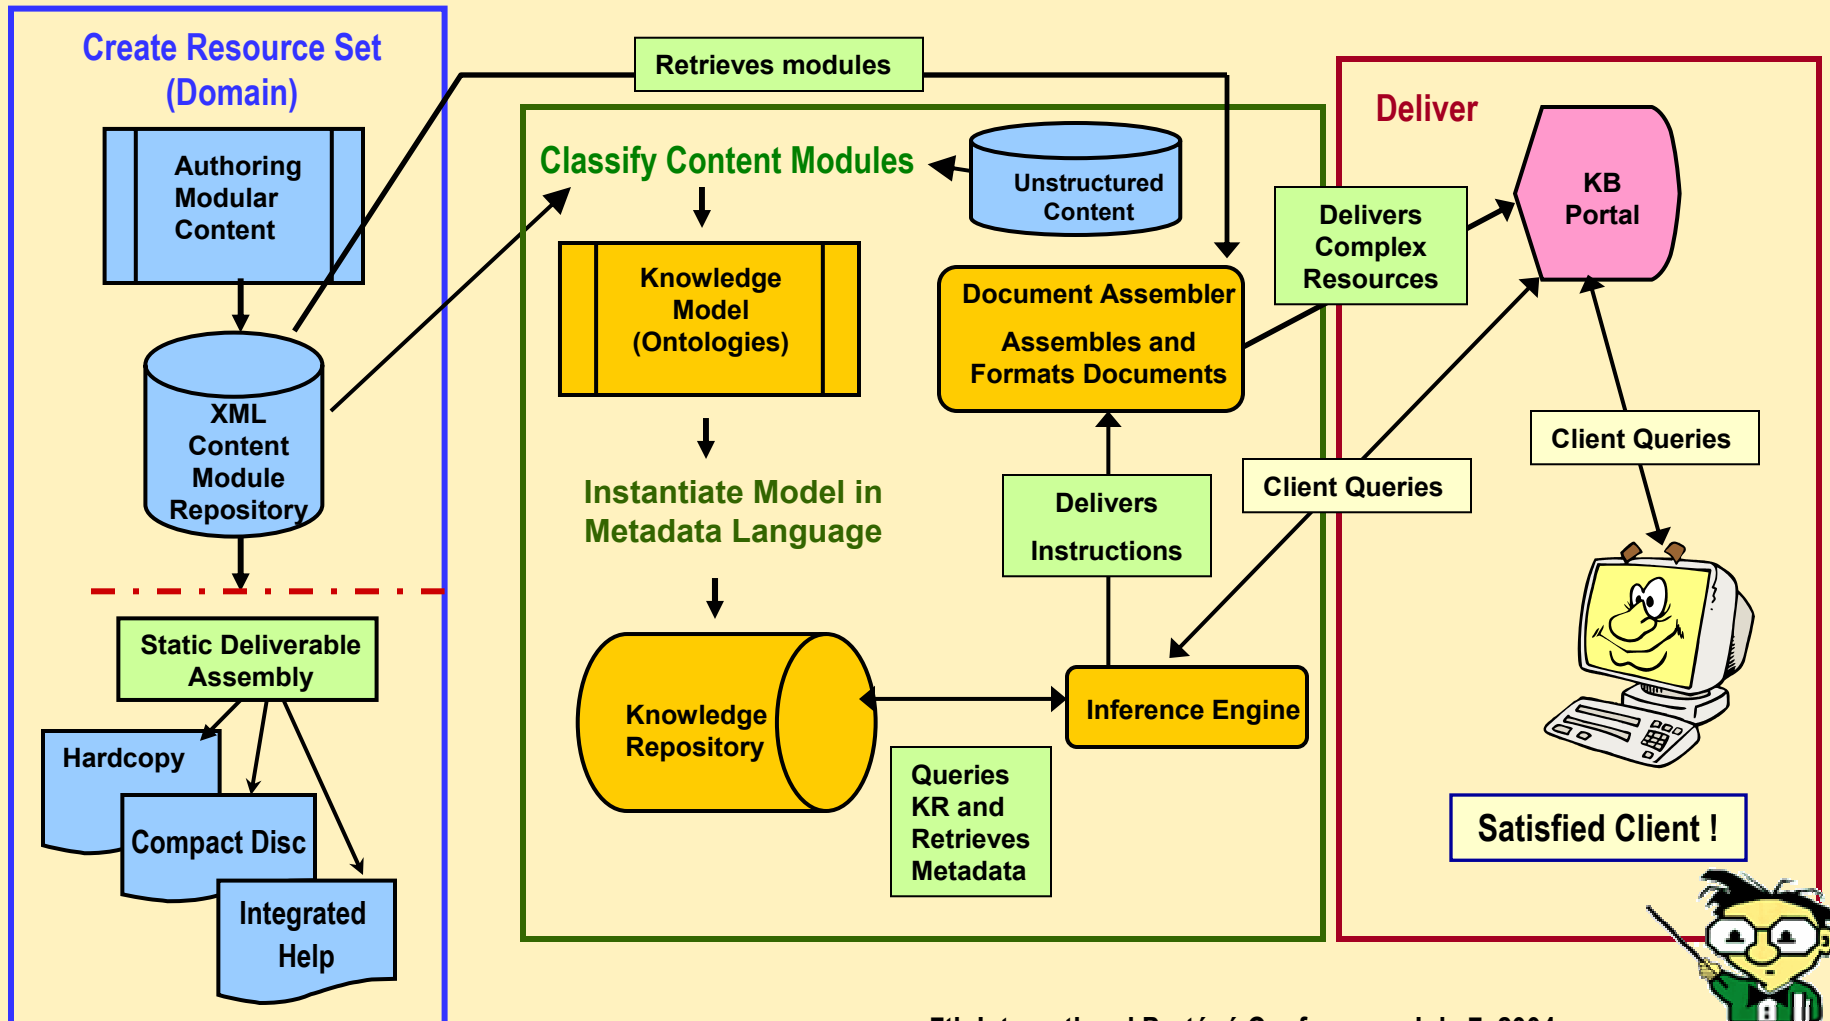 Create Resource Set
(Domain)
Authoring
Modular
Content
XML
Content
Module
Repository
Static Deliverable
Assembly
Hardcopy
Compact Disc
Integrated
Help
Retrieves modules
Classify Content Modules
Unstructured
Content
Knowledge
Model
(Ontologies)
Instantiate Model in
Metadata Language
Knowledge
Repository
Document Assembler
Assembles and
Formats Documents
Delivers
Instructions
Inference Engine
Queries
KR and
Retrieves
Metadata
Delivers
Complex
Resources
Client Queries
Deliver
KB
Portal
Client Queries
Satisfied Client !